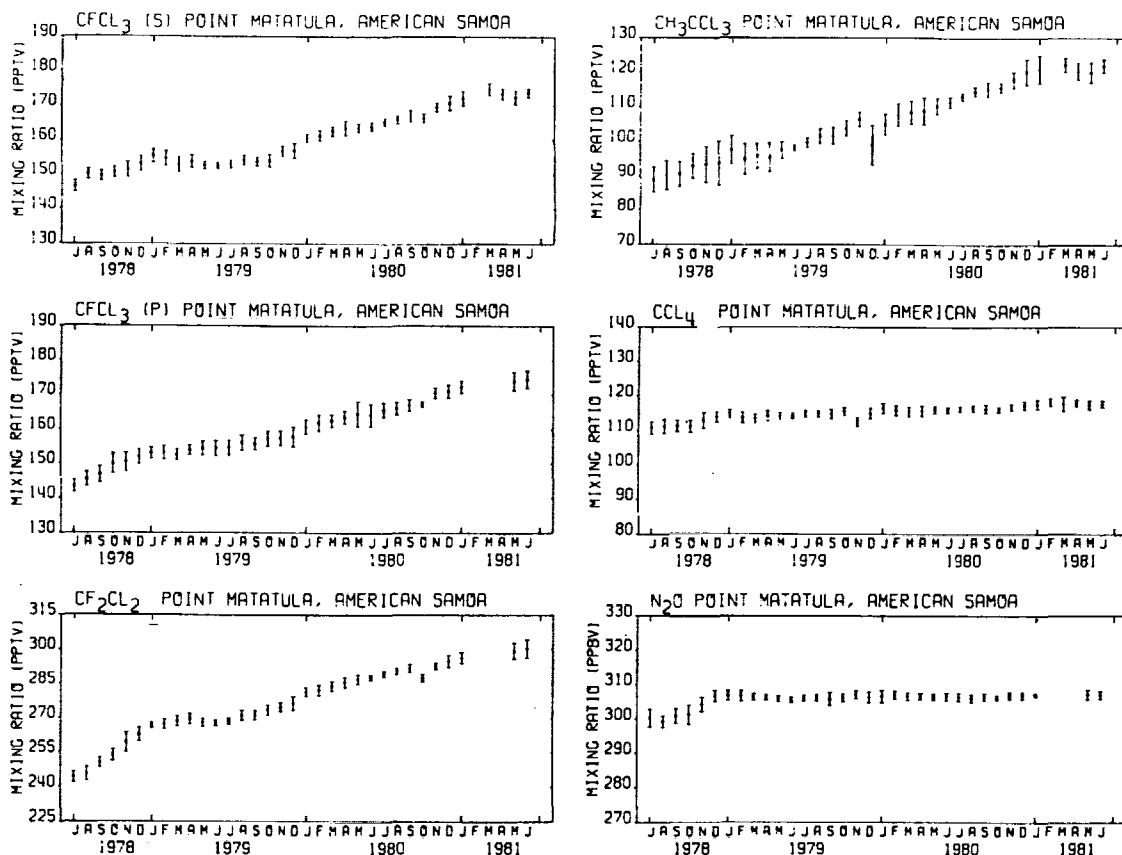 CFCL3 (S) POINT MATATULA, AMERICAN SAMOA
MIXING RATIO (PPTV)
190
180
170
160
150
140
130
J A S O N D J F M A M J J A S O N D J F M A M J J A S O N D J F M A M J
1978 1979 1980 1981
CH3CCL3 POINT MATATULA, AMERICAN SAMOA
MIXING RATIO (PPTV)
130
120
110
100
90
80
70
J A S O N D J F M A M J J A S O N D J F M A M J J A S O N D J F M A M J
1978 1979 1980 1981
CFCL3 (P) POINT MATATULA, AMERICAN SAMOA
MIXING RATIO (PPTV)
190
180
170
160
150
140
130
J A S O N D J F M A M J J A S O N D J F M A M J J A S O N D J F M A M J
1978 1979 1980 1981
CCL4 POINT MATATULA, AMERICAN SAMOA
MIXING RATIO (PPTV)
140
130
120
110
100
90
80
J A S O N D J F M A M J J A S O N D J F M A M J J A S O N D J F M A M J
1978 1979 1980 1981
CF2CL2 POINT MATATULA, AMERICAN SAMOA
MIXING RATIO (PPTV)
315
300
285
270
255
240
225
J A S O N D J F M A M J J A S O N D J F M A M J J A S O N D J F M A M J
1978 1979 1980 1981
N2O POINT MATATULA, AMERICAN SAMOA
MIXING RATIO (PPBV)
330
320
310
300
290
280
270
J A S O N D J F M A M J J A S O N D J F M A M J J A S O N D J F M A M J
1978 1979 1980 1981